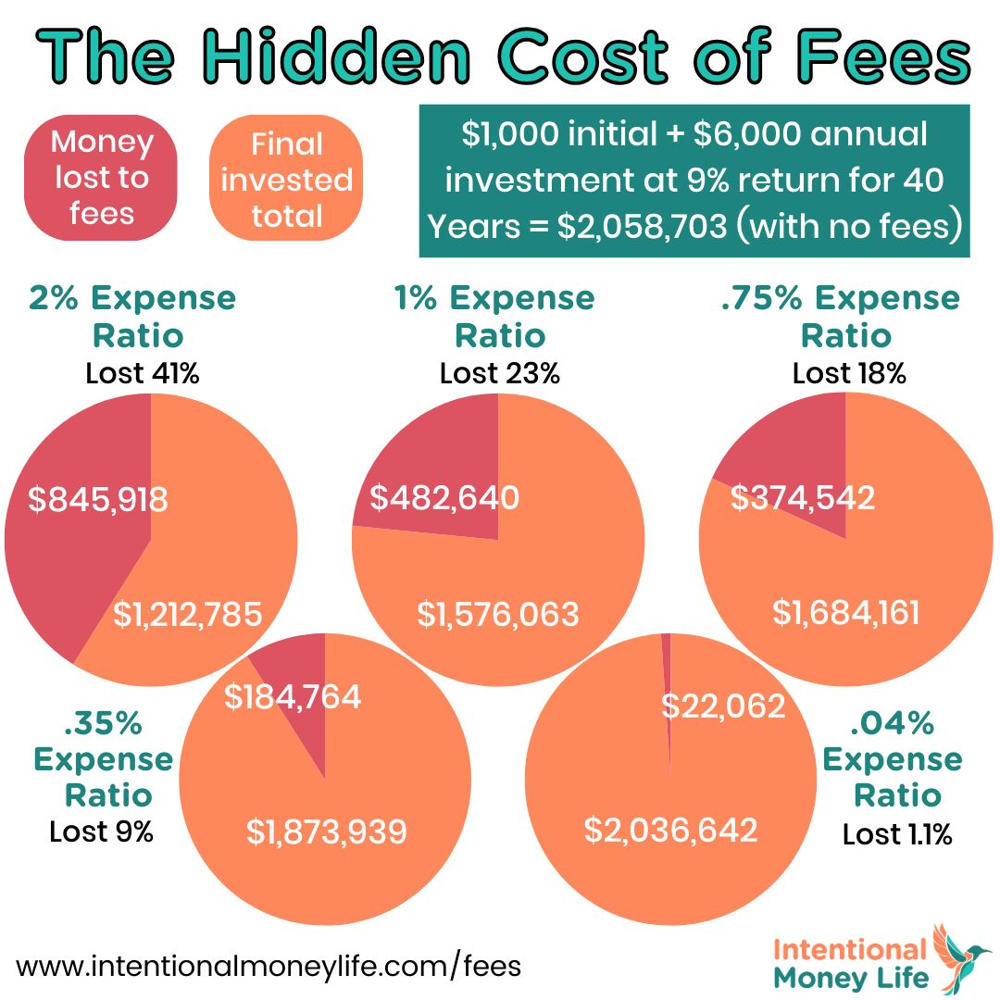 The Hidden Cost of Fees
Money
lost to
fees
Final
invested
total
$1,000 initial + $6,000 annual
investment at 9% return for 40
Years = $2,058,703 (with no fees)
2% Expense
Ratio
Lost 41%
$845,918
$1,212,785
1% Expense
Ratio
Lost 23%
$482,640
$1,576,063
.75% Expense
Ratio
Lost 18%
$374,542
$1,684,161
.35%
Expense
Ratio
Lost 9%
$184,764
$1,873,939
.04%
Expense
Ratio
Lost 1.1%
$22,062
$2,036,642
www.intentionalmoneylife.com/fees
Intentional
Money Life